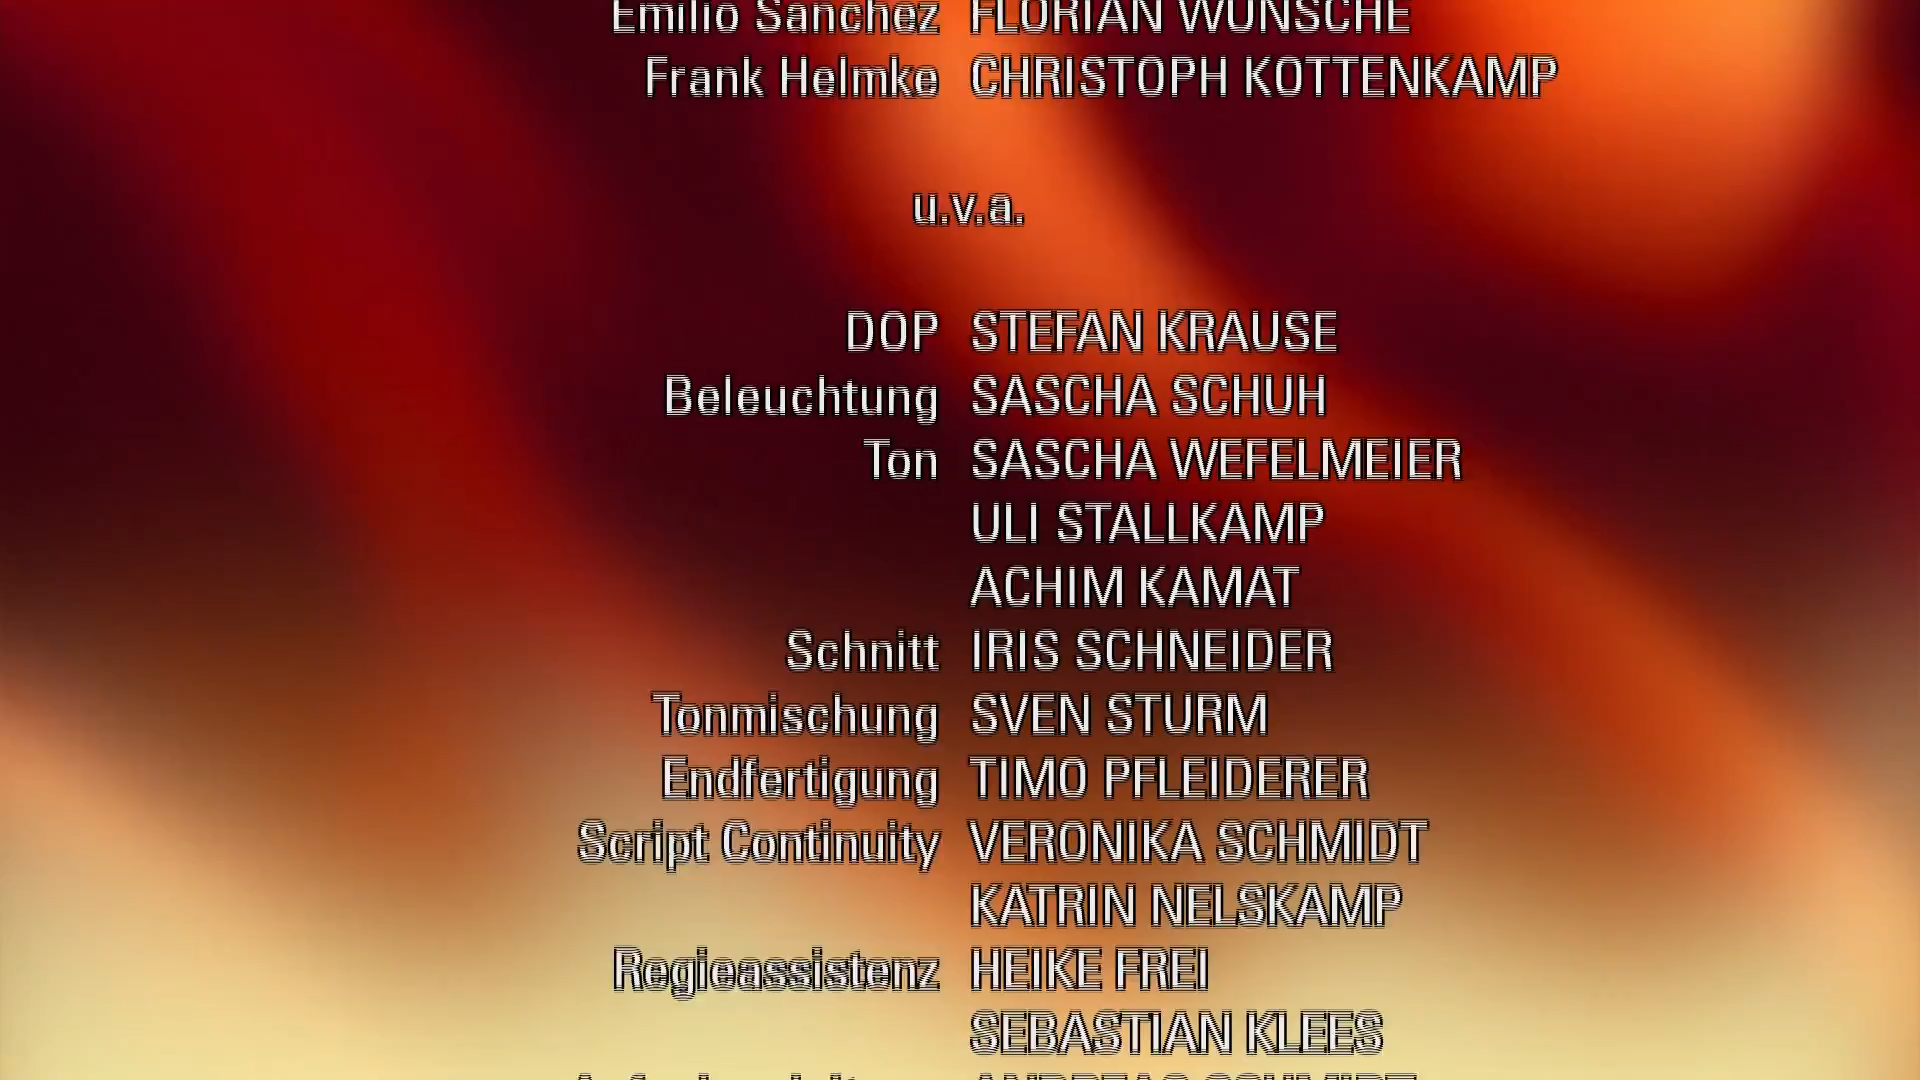 Emilio Sanchez FLORIAN WÜNSCHE
Frank Helmke CHRISTOPH KOTTENKAMP
u.v.a.
DOP STEFAN KRAUSE
Beleuchtung SASCHA SCHUH
Ton SASCHA WEFELMEIER
ULI STALLKAMP
ACHIM KAMAT
Schnitt IRIS SCHNEIDER
Tonmischung SVEN STURM
Endfertigung TIMO PFLEIDERER
Script Continuity VERONIKA SCHMIDT
KATRIN NELSKAMP
Regieassistenz HEIKE FREI
SEBASTIAN KLEES